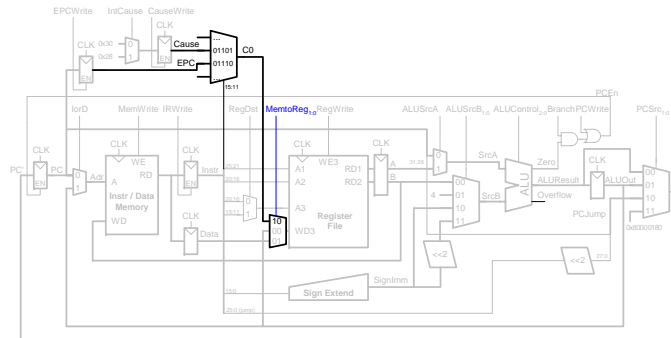 EPCWrite IntCause CauseWrite
CLK
CLK
0x30 0
0x28 1
EN
EN
Cause
EPC
...
01101
01110
...
C0
15:11
PCEn
IorD MemWrite IRWrite RegDst MemtoReg1:0 RegWrite ALUSrcA ALUSrcB1:0 ALUControl2:0 Branch PCWrite PCSrc1:0
CLK CLK CLK CLK CLK CLK
PC' PC
EN
0
1
Adr
WE
A RD
Instr / Data
Memory
WD
EN
Instr
25:21
20:16
20:16 0
15:11 1
WE3
A1 RD1
A2 RD2
A3
Register
File
WD3
10
00
01
Data
A
B
31:28
0
1
SrcA
4
00
01
10
11
SrcB
ALU
Zero
ALUResult
Overflow
ALUOut
PCJump
00
01
10
11
0x80000180
<<2
<<2
27:0
SignImm
15:0
Sign Extend
25:0 (jump)